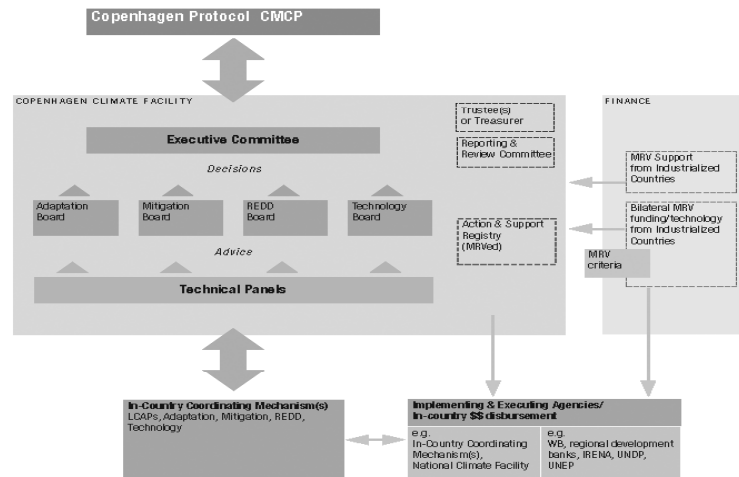 Copenhagen Protocol CMCP
COPENHAGEN CLIMATE FACILITY
Executive Committee
Decisions
Adaptation
Board
Mitigation
Board
REDD
Board
Technology
Board
Advice
Technical Panels
Trustee(s)
or Treasurer
Reporting &
Review Committee
Action & Support
Registry
(MRVed)
FINANCE
MRV Support
from Industrialized
Countries
Bilateral MRV
funding/technology
from Industrialized
Countries
MRV
criteria
In-Country Coordinating Mechanism(s)
LCAPs, Adaptation, Mitigation, REDD,
Technology
Implementing & Executing Agencies/
In-country $$ disbursement
e.g.
In-Country Coordinating
Mechanism(s),
National Climate Facility
e.g.
WB, regional development
banks, IRENA, UNDP,
UNEP